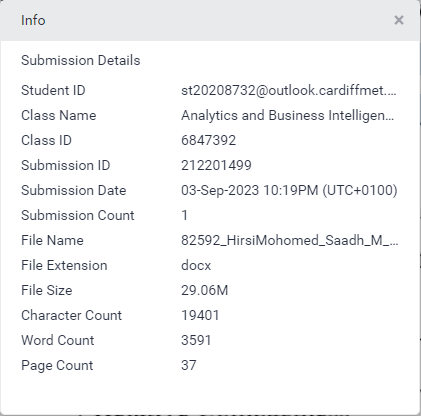 Info ×
Submission Details
Student ID st20208732@outlook.cardiffmet....
Class Name Analytics and Business Intelligen...
Class ID 6847392
Submission ID 212201499
Submission Date 03-Sep-2023 10:19PM (UTC+0100)
Submission Count 1
File Name 82592_HirsiMohomed_Saadh_M_...
File Extension docx
File Size 29.06M
Character Count 19401
Word Count 3591
Page Count 37